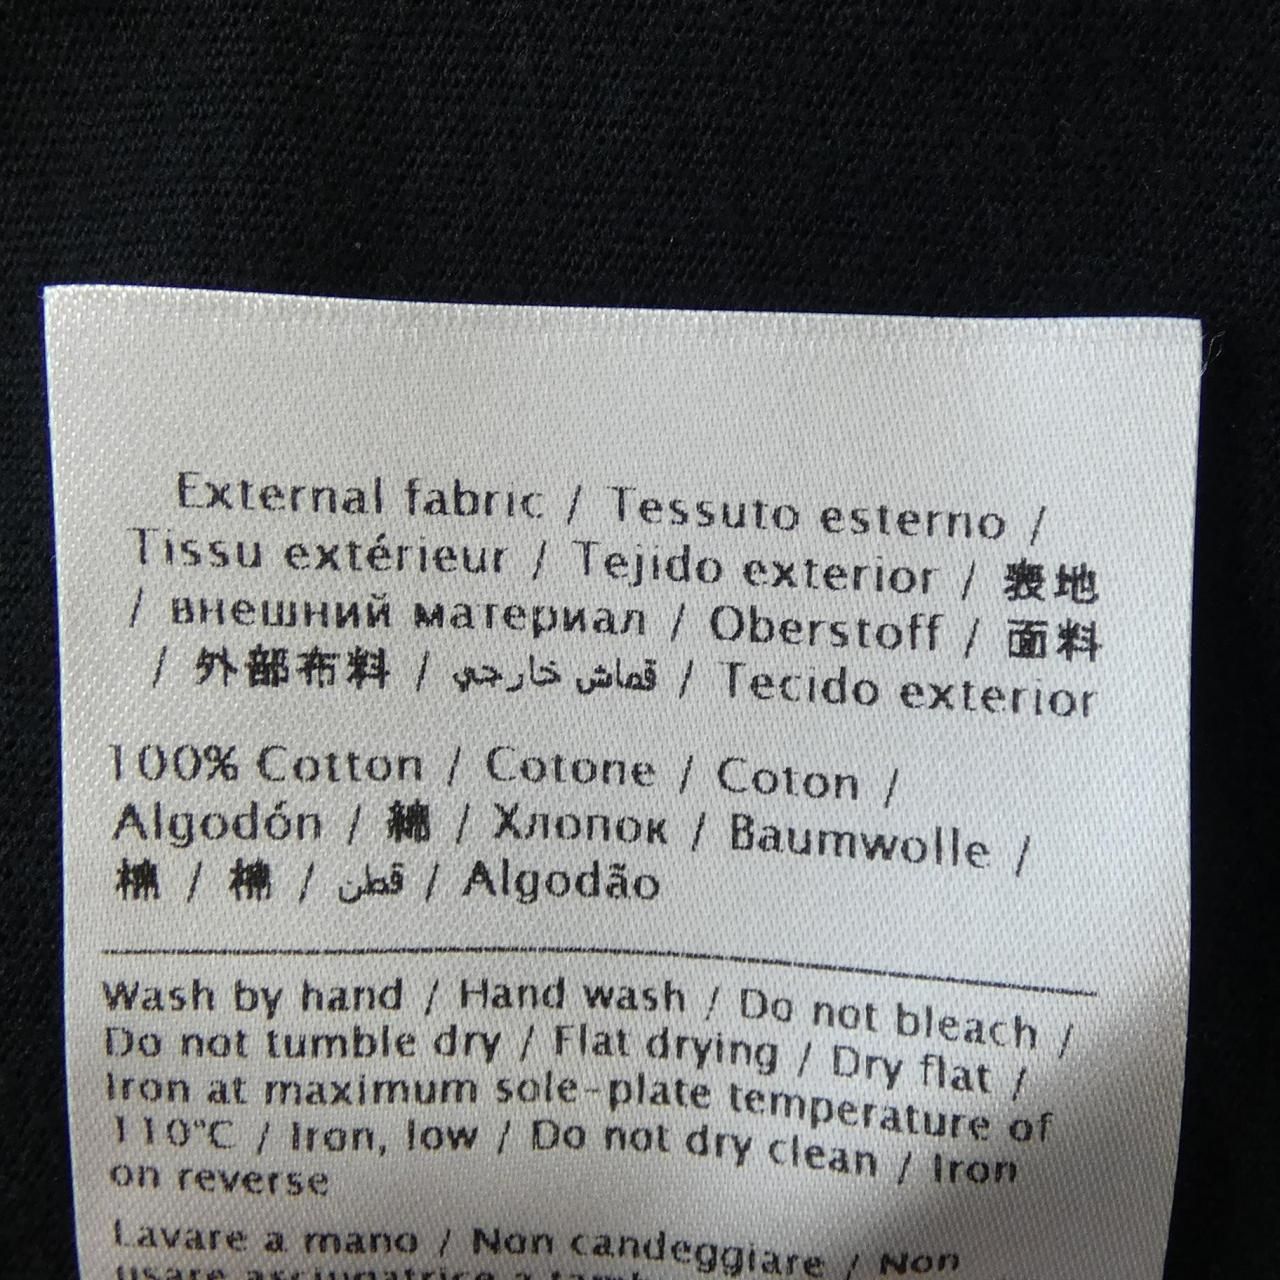 External fabric / Tessuto esterno /
Tissu extérieur / Tejido exterior / 表地
/ внешний материал / Oberstoff / 面料
/ 外部布料 / قماش خارجي / Tecido exterior
100% Cotton / Cotone / Coton /
Algodón / 綿 / Хлопок / Baumwolle /
棉 / 棉 / قطن / Algodão
Wash by hand / Hand wash / Do not bleach /
Do not tumble dry / Flat drying / Dry flat /
Iron at maximum sole-plate temperature of
110°C / Iron, low / Do not dry clean / Iron
on reverse
Lavare a mano / Non candeggiare / Non
usare asciugatrice a